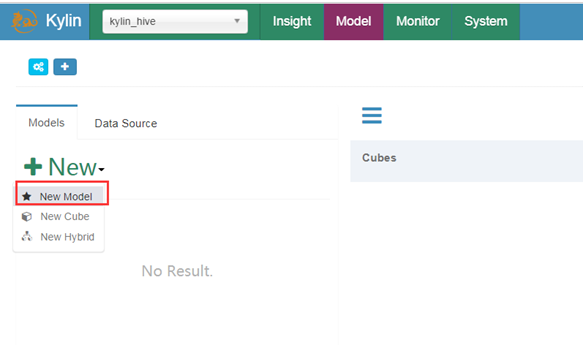 Kylin kylin_hive Insight Model Monitor System
Models Data Source
New
Cubes
New Model
New Cube
New Hybrid
No Result.